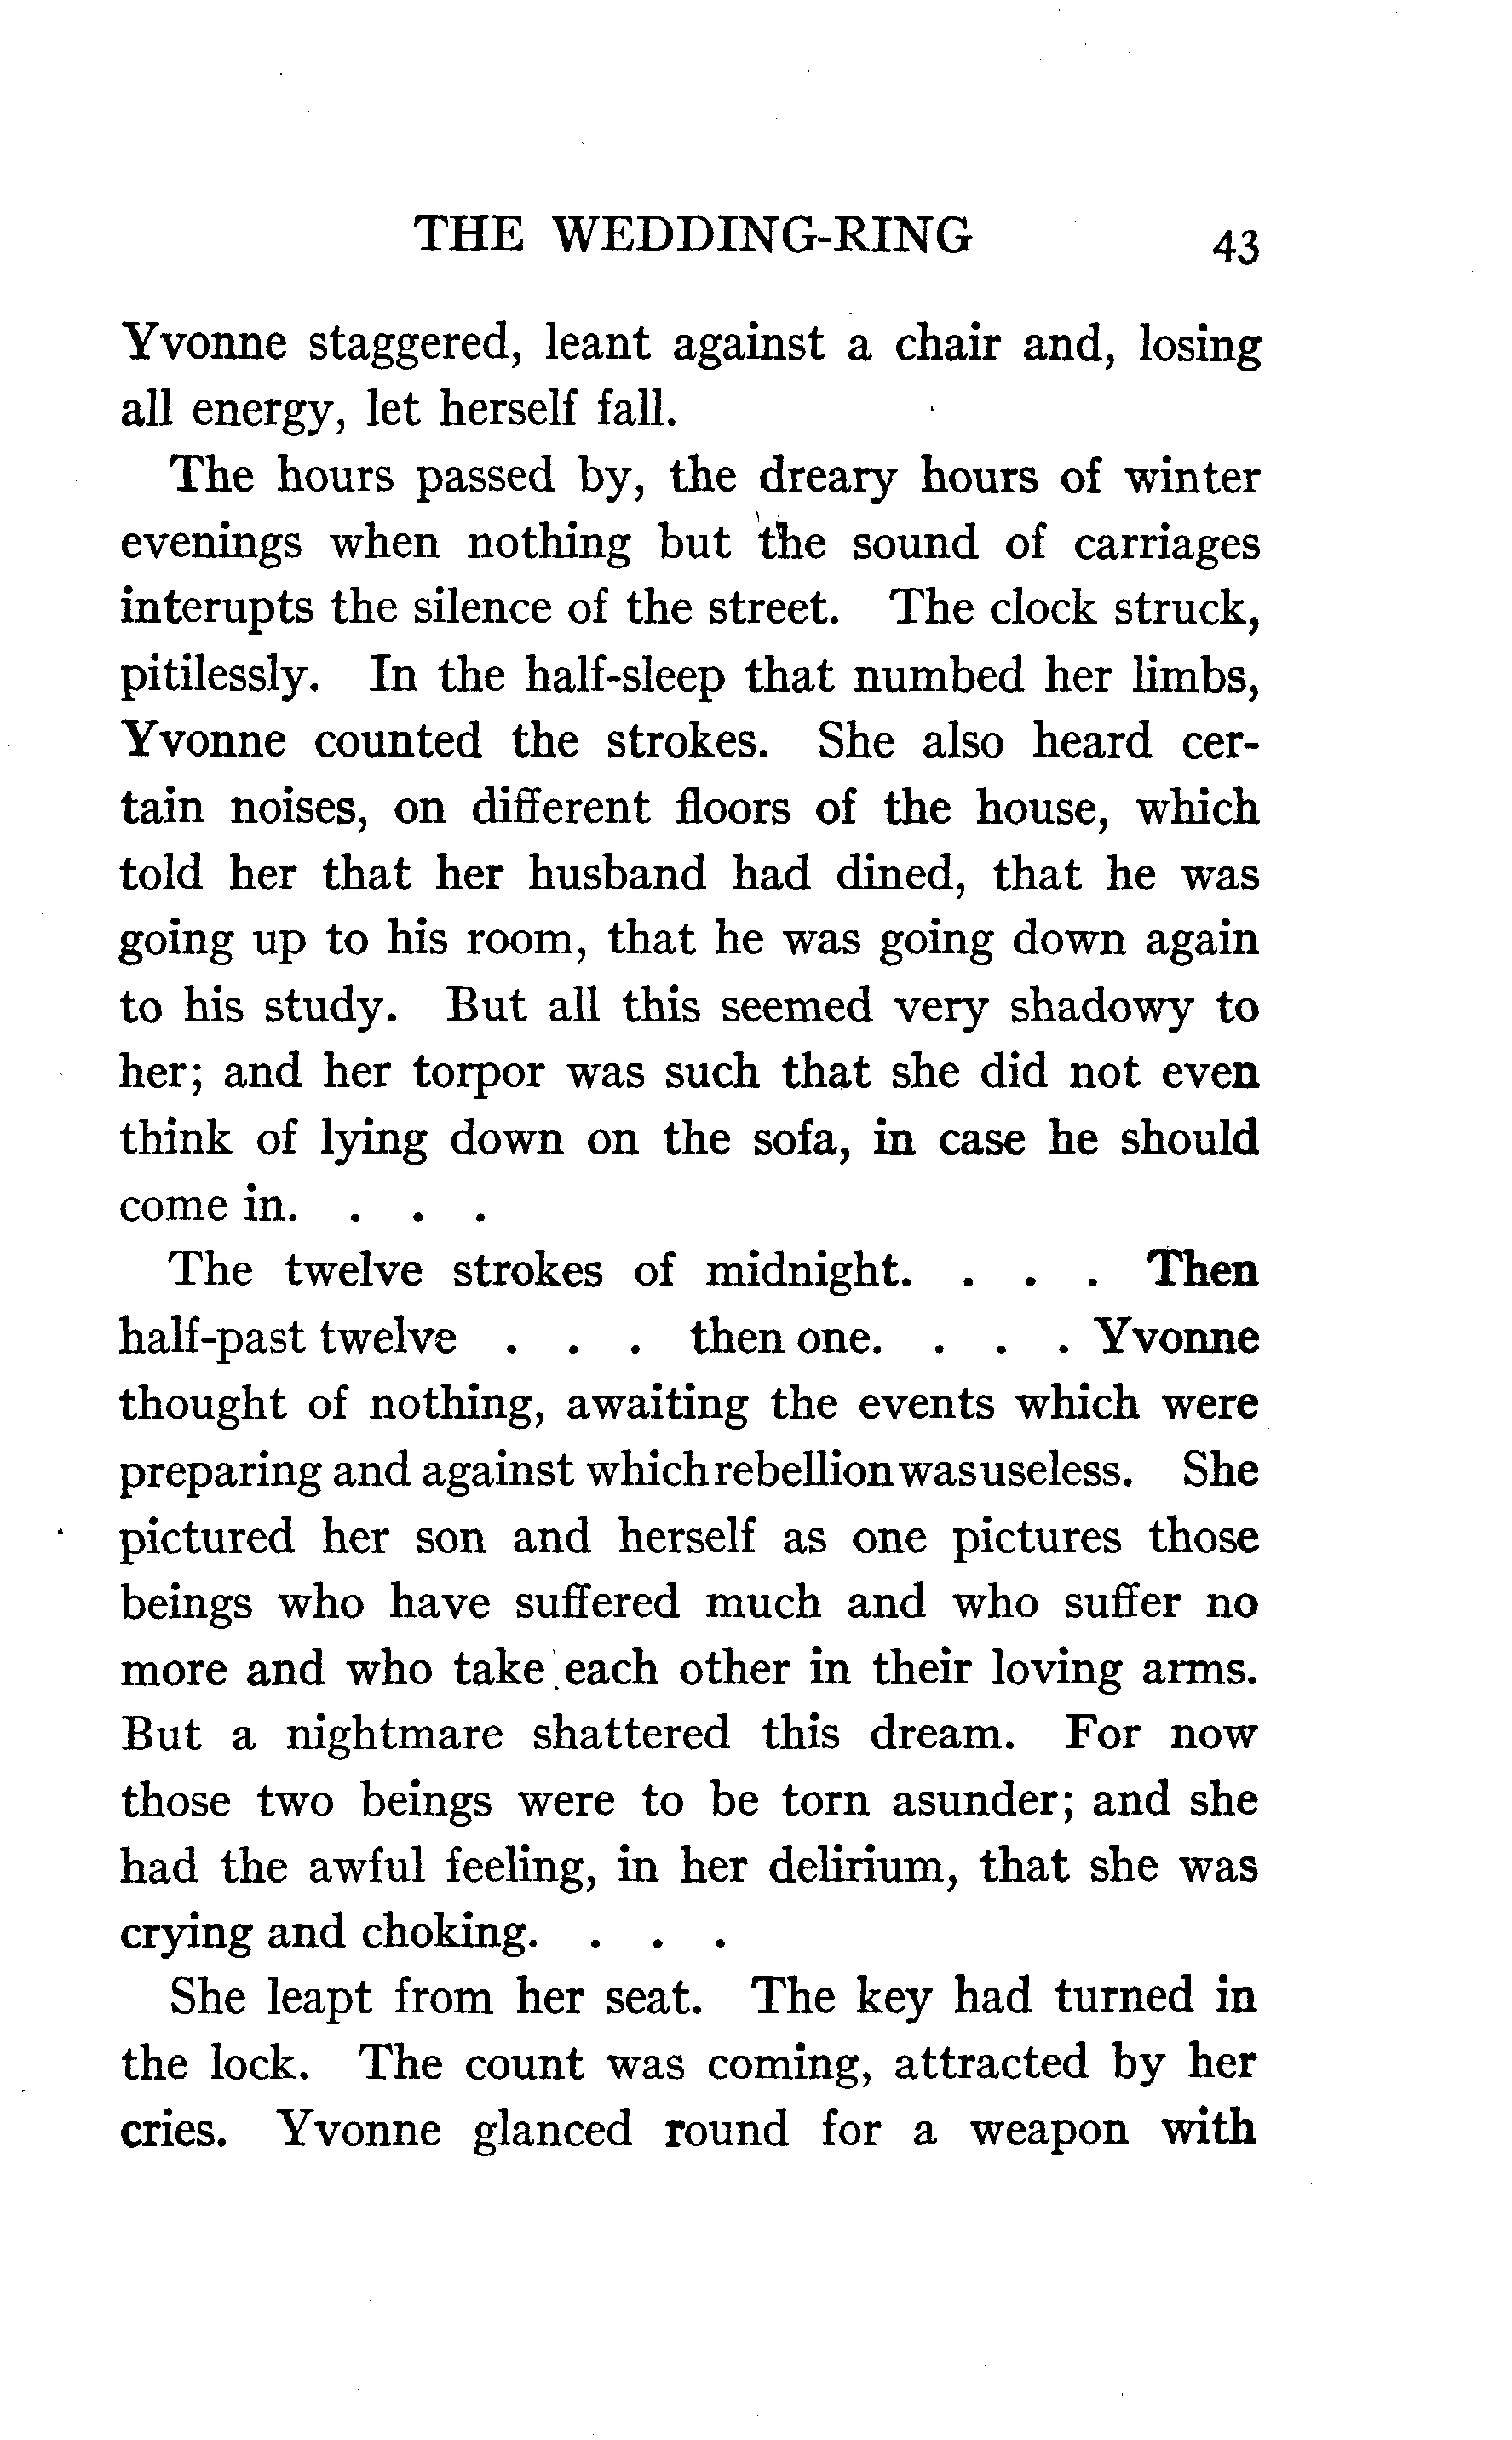 THE WEDDING-RING 43
Yvonne staggered, leant against a chair and, losing
all energy, let herself fall.
The hours passed by, the dreary hours of winter
evenings when nothing but the sound of carriages
interupts the silence of the street. The clock struck,
pitilessly. In the half-sleep that numbed her limbs,
Yvonne counted the strokes. She also heard cer-
tain noises, on different floors of the house, which
told her that her husband had dined, that he was
going up to his room, that he was going down again
to his study. But all this seemed very shadowy to
her; and her torpor was such that she did not even
think of lying down on the sofa, in case he should
come in. . . .
The twelve strokes of midnight. . . . Then
half-past twelve . . . then one. . . . Yvonne
thought of nothing, awaiting the events which were
preparing and against which rebellion was useless. She
pictured her son and herself as one pictures those
beings who have suffered much and who suffer no
more and who take each other in their loving arms.
But a nightmare shattered this dream. For now
those two beings were to be torn asunder; and she
had the awful feeling, in her delirium, that she was
crying and choking. . . .
She leapt from her seat. The key had turned in
the lock. The count was coming, attracted by her
cries. Yvonne glanced round for a weapon with